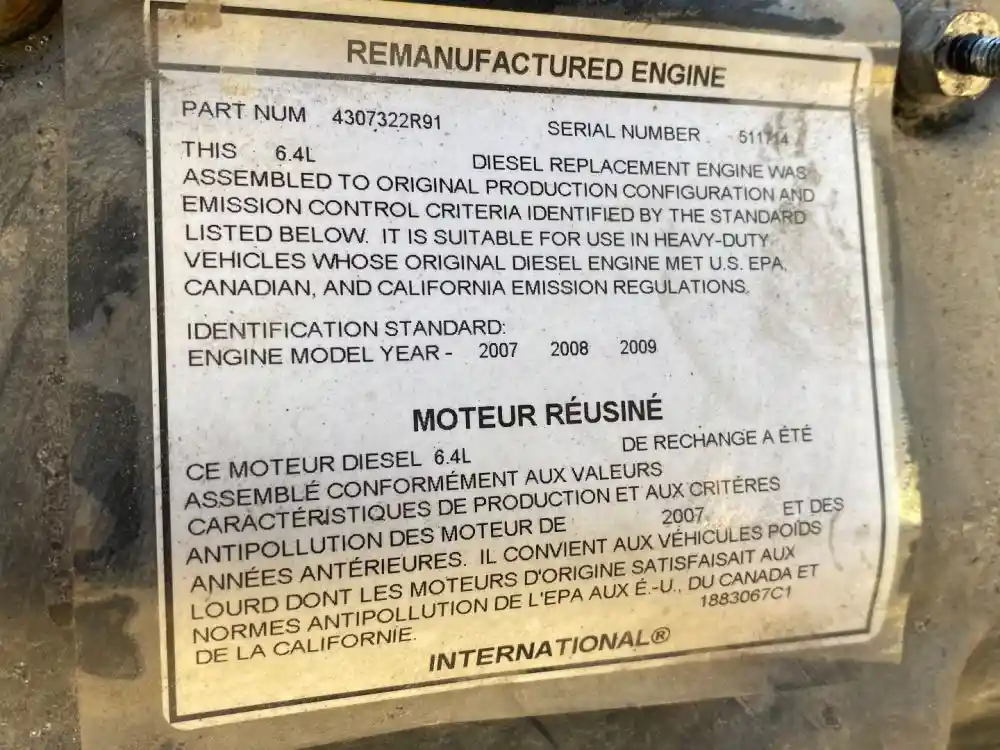 REMANUFACTURED ENGINE
PART NUM 4307322R91 SERIAL NUMBER 511714
THIS 6.4L DIESEL REPLACEMENT ENGINE WAS
ASSEMBLED TO ORIGINAL PRODUCTION CONFIGURATION AND
EMISSION CONTROL CRITERIA IDENTIFIED BY THE STANDARD
LISTED BELOW. IT IS SUITABLE FOR USE IN HEAVY-DUTY
VEHICLES WHOSE ORIGINAL DIESEL ENGINE MET U.S. EPA,
CANADIAN, AND CALIFORNIA EMISSION REGULATIONS.
IDENTIFICATION STANDARD:
ENGINE MODEL YEAR - 2007 2008 2009
MOTEUR RÉUSINÉ
CE MOTEUR DIESEL 6.4L DE RECHANGE A ÉTÉ
ASSEMBLÉ CONFORMÉMENT AUX VALEURS
CARACTÉRISTIQUES DE PRODUCTION ET AUX CRITÉRES
ANTIPOLLUTION DES MOTEUR DE 2007 ET DES
ANNÉES ANTÉRIEURES. IL CONVIENT AUX VÉHICULES POIDS
LOURD DONT LES MOTEURS D'ORIGINE SATISFAISAIT AUX
NORMES ANTIPOLLUTION DE L'EPA AUX É.-U., DU CANADA ET
DE LA CALIFORNIE. 1883067C1
INTERNATIONAL®